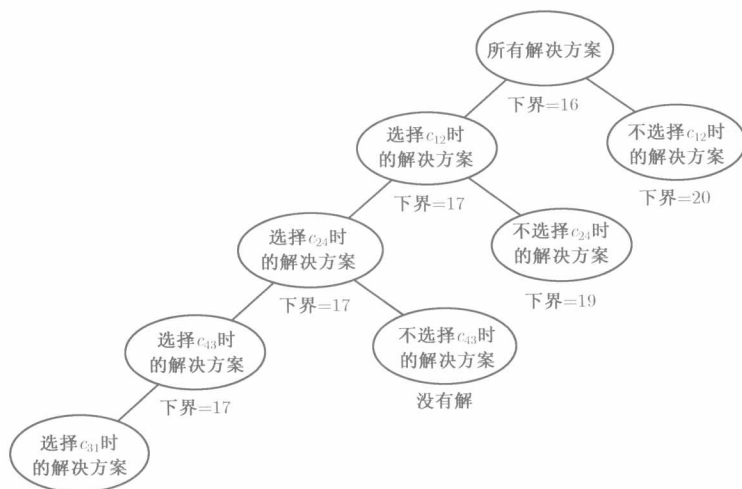 所有解决方案
下界=16
选择c₁₂时
的解决方案
不选择c₁₂时
的解决方案
下界=17
下界=20
选择c₂₄时
的解决方案
不选择c₂₄时
的解决方案
下界=17
下界=19
选择c₄₃时
的解决方案
不选择c₄₃时
的解决方案
下界=17
没有解
选择c₃₁时
的解决方案